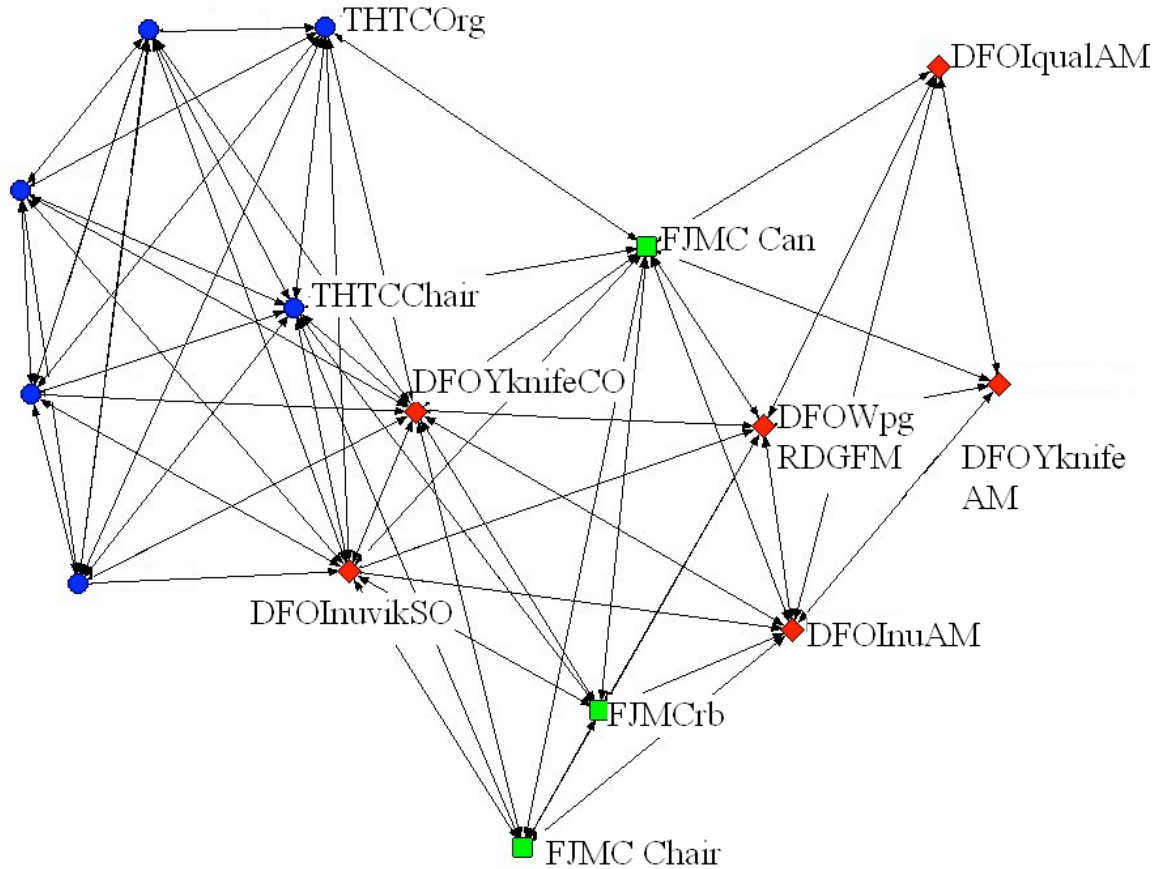 THTCOrg
DFOIqualAM
FJMC Can
THTCChair
DFOYknifeCO
DFOWpg
RDGFM
DFOYknife
AM
DFOInuvikSO
DFOInuAM
FJMCrb
FJMC Chair